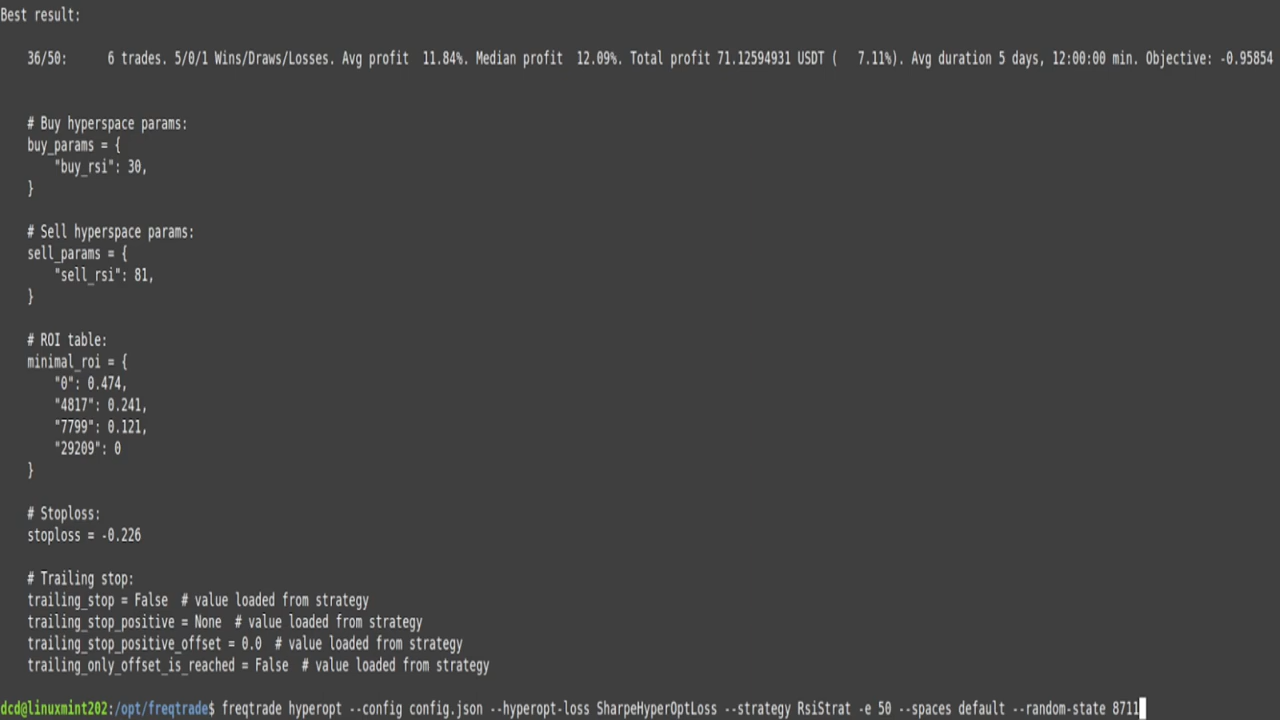 Best result:
36/50: 6 trades. 5/0/1 Wins/Draws/Losses. Avg profit 11.84%. Median profit 12.09%. Total profit 71.12594931 USDT ( 7.11%). Avg duration 5 days, 12:00:00 min. Objective: -0.95854
# Buy hyperspace params:
buy_params = {
"buy_rsi": 30,
}
# Sell hyperspace params:
sell_params = {
"sell_rsi": 81,
}
# ROI table:
minimal_roi = {
"0": 0.474,
"4817": 0.241,
"7799": 0.121,
"29209": 0
}
# Stoploss:
stoploss = -0.226
# Trailing stop:
trailing_stop = False # value loaded from strategy
trailing_stop_positive = None # value loaded from strategy
trailing_stop_positive_offset = 0.0 # value loaded from strategy
trailing_only_offset_is_reached = False # value loaded from strategy
dcd@linuxmint202:/opt/freqtrade$ freqtrade hyperopt --config config.json --hyperopt-loss SharpeHyperOptLoss --strategy RsiStrat -e 50 --spaces default --random-state 8711